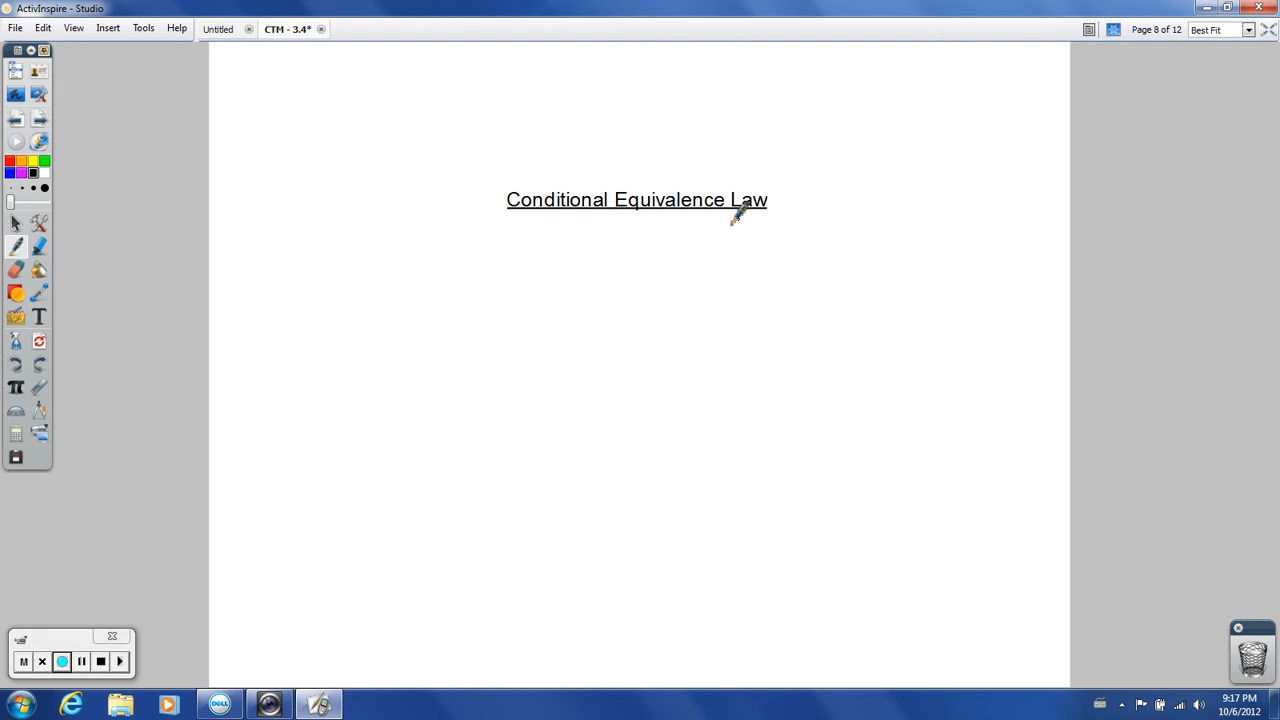 ActivInspire - Studio
File Edit View Insert Tools Help Untitled CTM - 3.4* Page 8 of 12 Best Fit
Conditional Equivalence Law
T
M
DELL
9:17 PM
10/6/2012